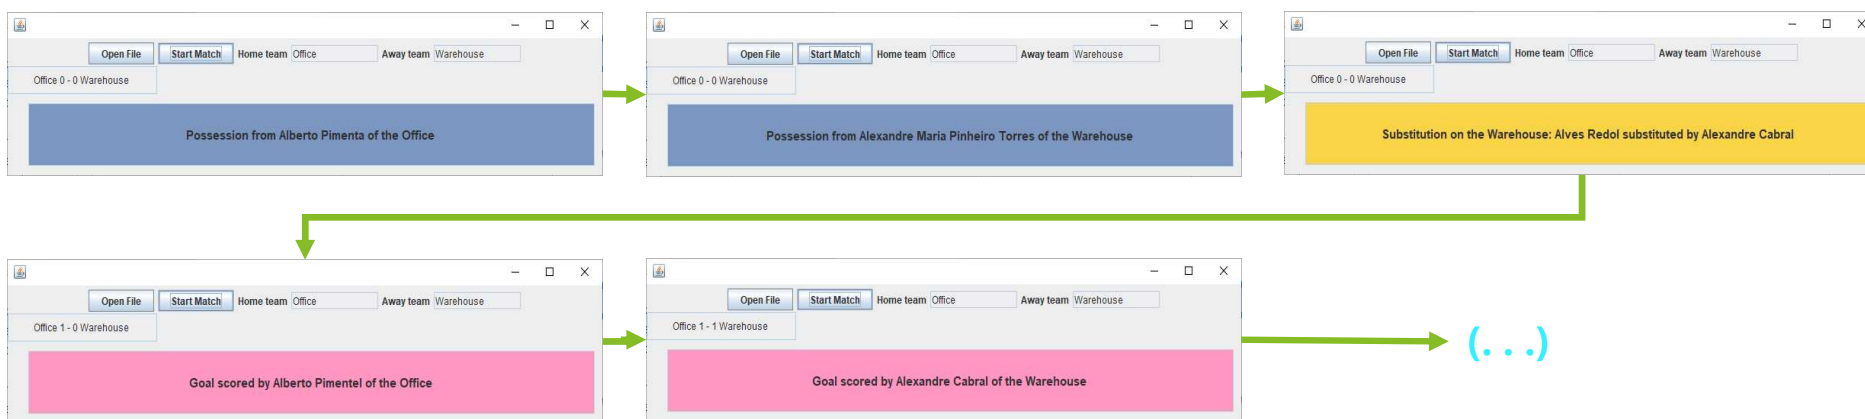 Open File Start Match Home team Office Away team Warehouse
Office 0 - 0 Warehouse
Possession from Alberto Pimenta of the Office
Open File Start Match Home team Office Away team Warehouse
Office 0 - 0 Warehouse
Possession from Alexandre Maria Pinheiro Torres of the Warehouse
Open File Start Match Home team Office Away team Warehouse
Office 0 - 0 Warehouse
Substitution on the Warehouse: Alves Redol substituted by Alexandre Cabral
Open File Start Match Home team Office Away team Warehouse
Office 1 - 0 Warehouse
Goal scored by Alberto Pimentel of the Office
Open File Start Match Home team Office Away team Warehouse
Office 1 - 1 Warehouse
Goal scored by Alexandre Cabral of the Warehouse
(. . .)